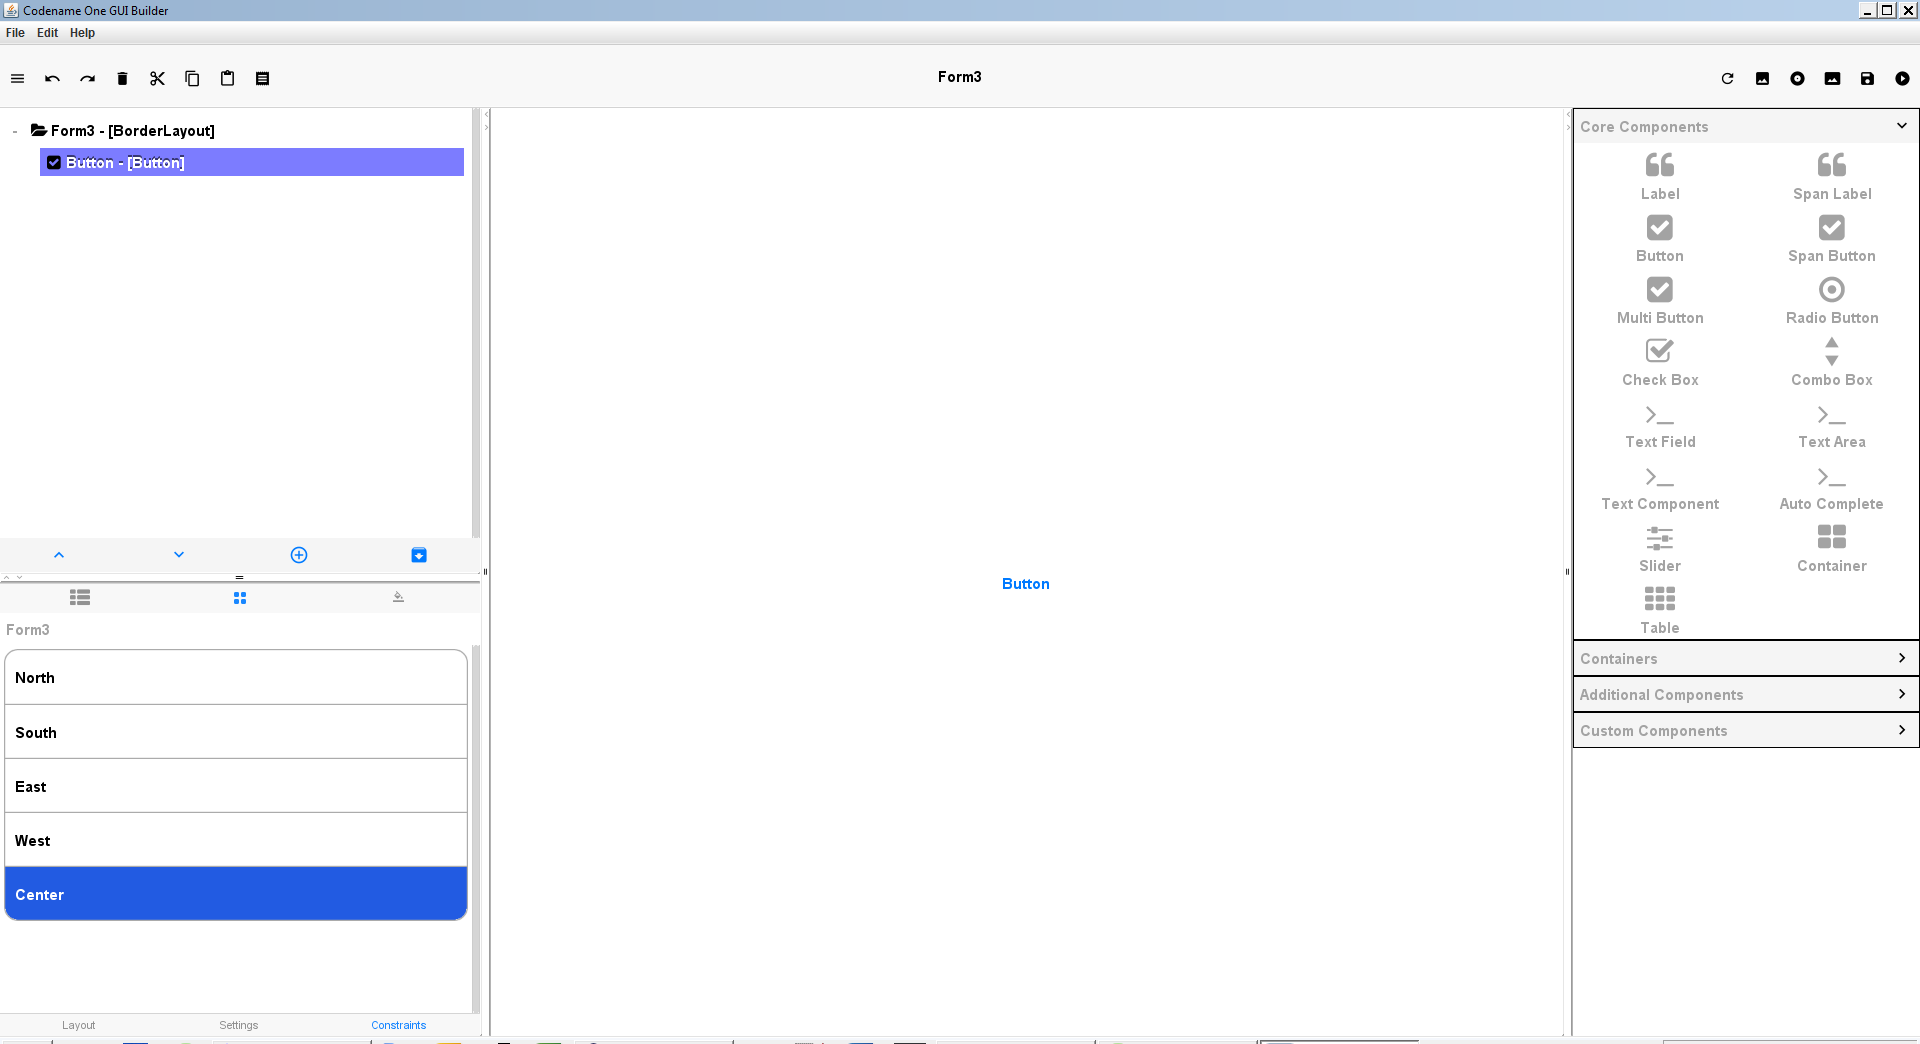 Codename One GUI Builder
File Edit Help
Form3
- Form3 - [BorderLayout]
Button - [Button]
Form3
North
South
East
West
Center
Layout Settings Constraints
Button
Core Components
Label Span Label
Button Span Button
Multi Button Radio Button
Check Box Combo Box
Text Field Text Area
Text Component Auto Complete
Slider Container
Table
Containers
Additional Components
Custom Components